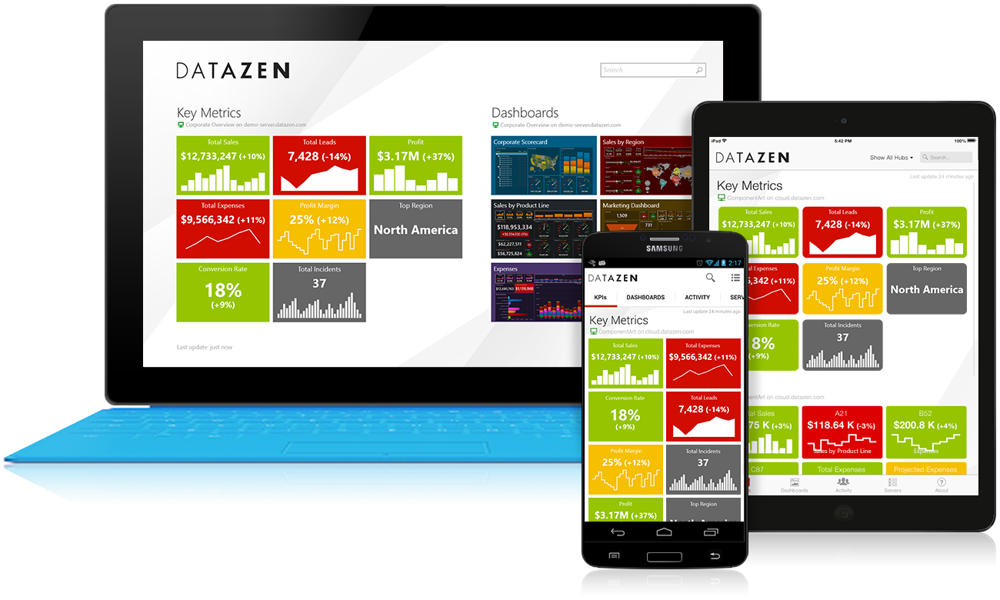 DATAZEN
Search
Key Metrics
Corporate Overview on demo-server.datazen.com
Total Sales
$12,733,247 (+10%)
Total Leads
7,428 (-14%)
Profit
$3.17M (+37%)
Total Expenses
$9,566,342 (+11%)
Profit Margin
25% (+12%)
Top Region
North America
Conversion Rate
18%
(+9%)
Total Incidents
37
Last update: just now
Dashboards
Corporate Overview on demo-server.datazen.com
Corporate Scorecard
Sales by Region
Sales by Product Line
$118,953,334
$62,227,511
$56,725,824
Marketing Dashboard
1,509
731
Expenses
$12,681,763
$1,138,068
SAMSUNG
2:17
DATAZEN
KPIs
DASHBOARDS
ACTIVITY
SERV
Last update 24 minutes ago
Key Metrics
ComponentArt on cloud.datazen.com
Total Sales
$12,733,247 (+10%)
Total Expenses
$9,566,342 (+11%)
Conversion Rate
18%
(+9%)
Total Leads
7,428 (-14%)
Profit Margin
25% (+12%)
Total Incidents
37
Profit
$3.17M (+37%)
Top Region
iPad
5:42 PM
100%
DATAZEN
Show All Hubs
Search...
Last update 24 minutes ago
Key Metrics
ComponentArt on cloud.datazen.com
Total Sales
$12,733,247 (+10%)
Total Leads
7,428 (-14%)
Profit
$3.17M (+37%)
Expenses
342 (+11%)
Profit Margin
25% (+12%)
Top Region
North America
version Rate
8%
(+9%)
Total Incidents
37
ponentArt on cloud.datazen.com
al Sales
75 K (+3%)
A21
$118.64 K (-3%)
Sales by Product Line
B52
$200.8 K (+4%)
Expenses
C87
Total Expenses
Projected Expenses
Dashboards
Activity
Servers
About